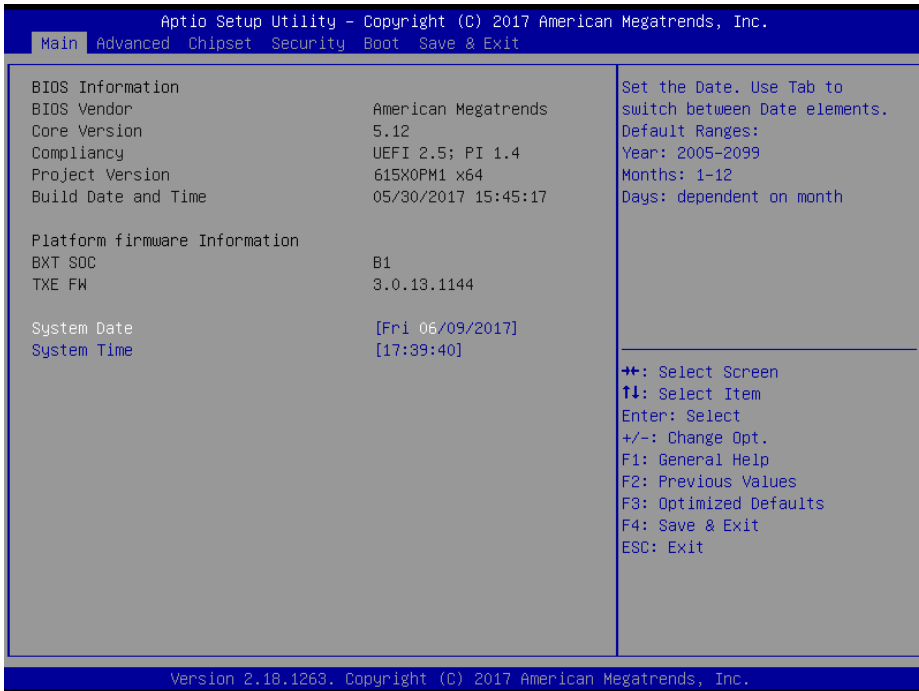 Aptio Setup Utility – Copyright (C) 2017 American Megatrends, Inc.
Main Advanced Chipset Security Boot Save & Exit
BIOS Information
BIOS Vendor American Megatrends
Core Version 5.12
Compliancy UEFI 2.5; PI 1.4
Project Version 615X0PM1 x64
Build Date and Time 05/30/2017 15:45:17
Platform firmware Information
BXT SOC B1
TXE FW 3.0.13.1144
System Date [Fri 06/09/2017]
System Time [17:39:40]
Set the Date. Use Tab to
switch between Date elements.
Default Ranges:
Year: 2005-2099
Months: 1-12
Days: dependent on month
→←: Select Screen
↑↓: Select Item
Enter: Select
+/-: Change Opt.
F1: General Help
F2: Previous Values
F3: Optimized Defaults
F4: Save & Exit
ESC: Exit
Version 2.18.1263. Copyright (C) 2017 American Megatrends, Inc.